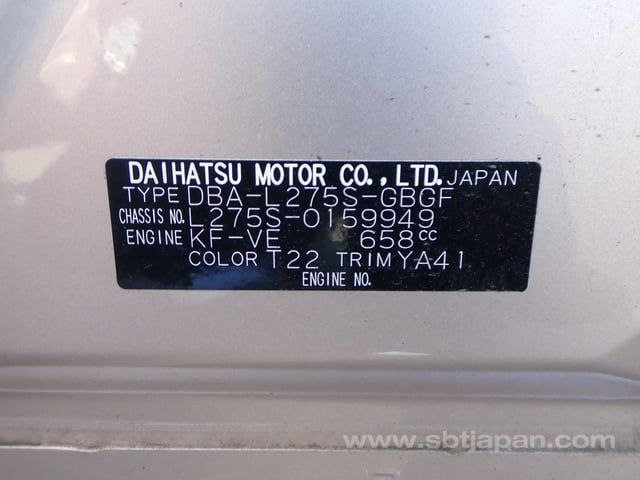 DAIHATSU MOTOR CO.,LTD. JAPAN
TYPE DBA-L275S-GBGF
CHASSIS NO. L275S-0159949
ENGINE KF-VE 658cc
COLOR T22 TRIM YA41
ENGINE NO.
www.sbtjapan.com